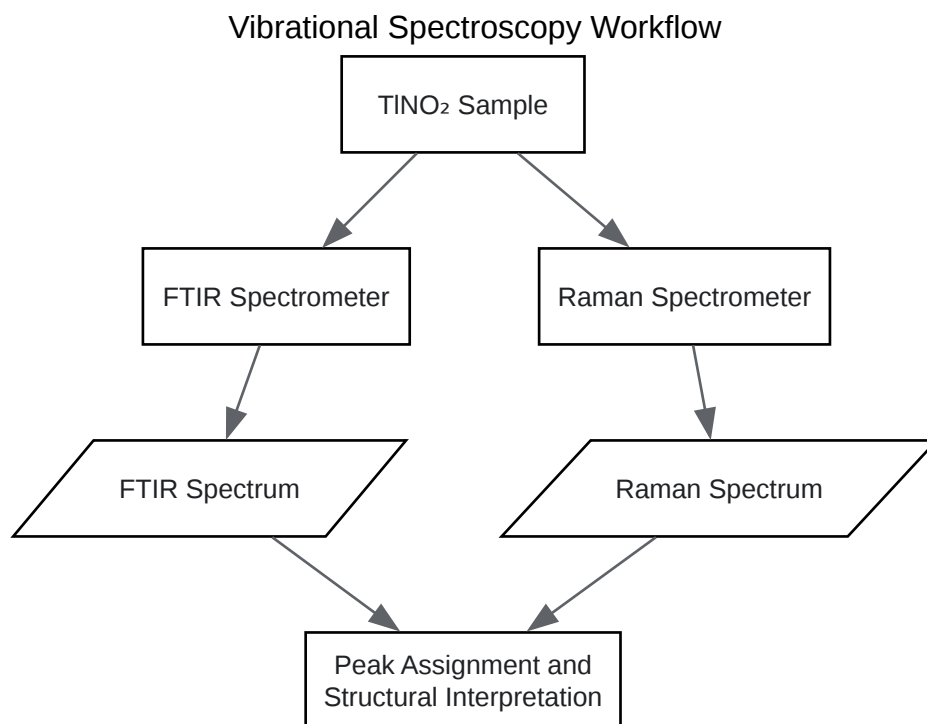 Vibrational Spectroscopy Workflow
TlNO₂ Sample
FTIR Spectrometer
Raman Spectrometer
FTIR Spectrum
Raman Spectrum
Peak Assignment and
Structural Interpretation